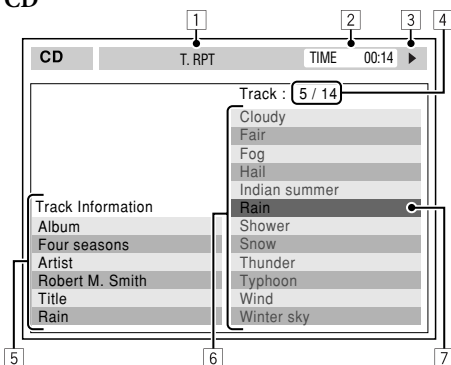 CD
1 2 3 4
CD T. RPT TIME 00:14
Track : 5 / 14
Cloudy
Fair
Fog
Hail
Indian summer
Rain
Shower
Snow
Thunder
Typhoon
Wind
Winter sky
Track Information
Album
Four seasons
Artist
Robert M. Smith
Title
Rain
5 6 7